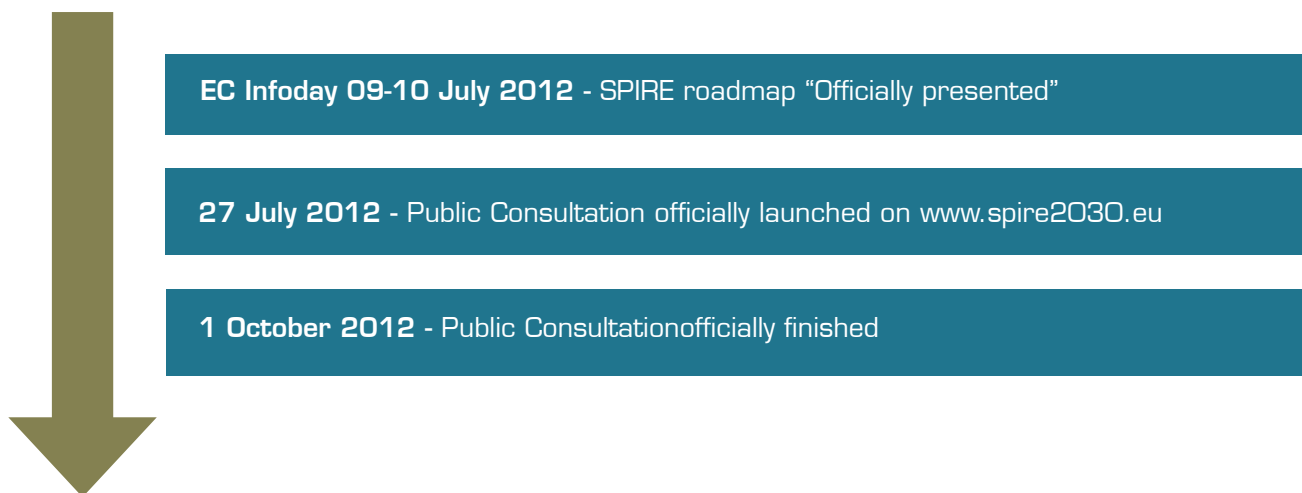 EC Infoday 09-10 July 2012 - SPIRE roadmap “Officially presented”
27 July 2012 - Public Consultation officially launched on www.spire2030.eu
1 October 2012 - Public Consultationofficially finished